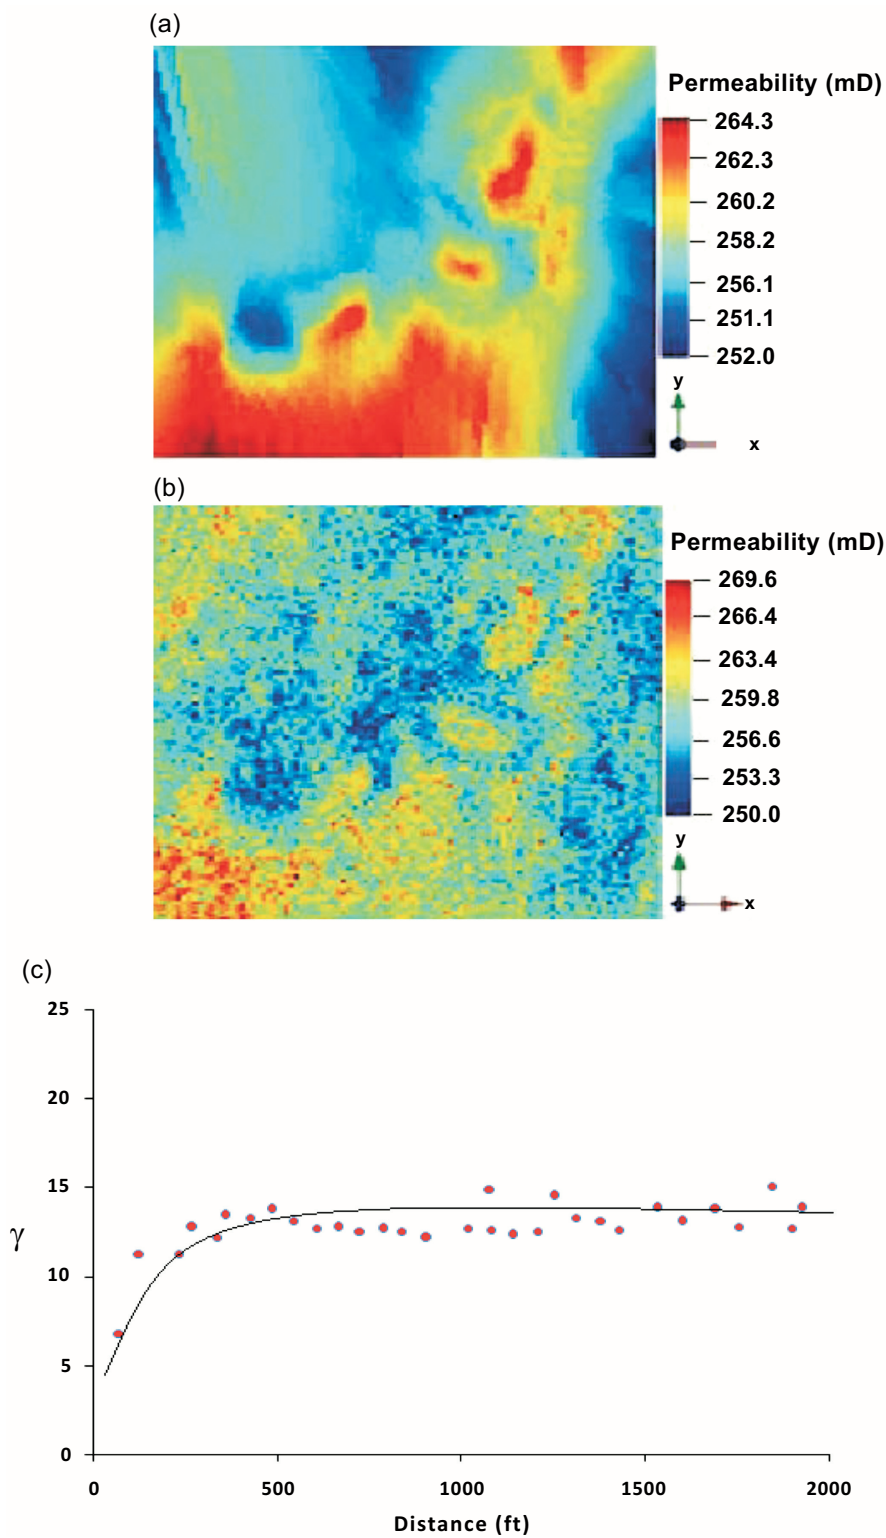 (a)
Permeability (mD)
264.3
262.3
260.2
258.2
256.1
251.1
252.0
y
x
(b)
Permeability (mD)
269.6
266.4
263.4
259.8
256.6
253.3
250.0
y
x
(c)
25
20
15
γ
10
5
0
0 500 1000 1500 2000
Distance (ft)